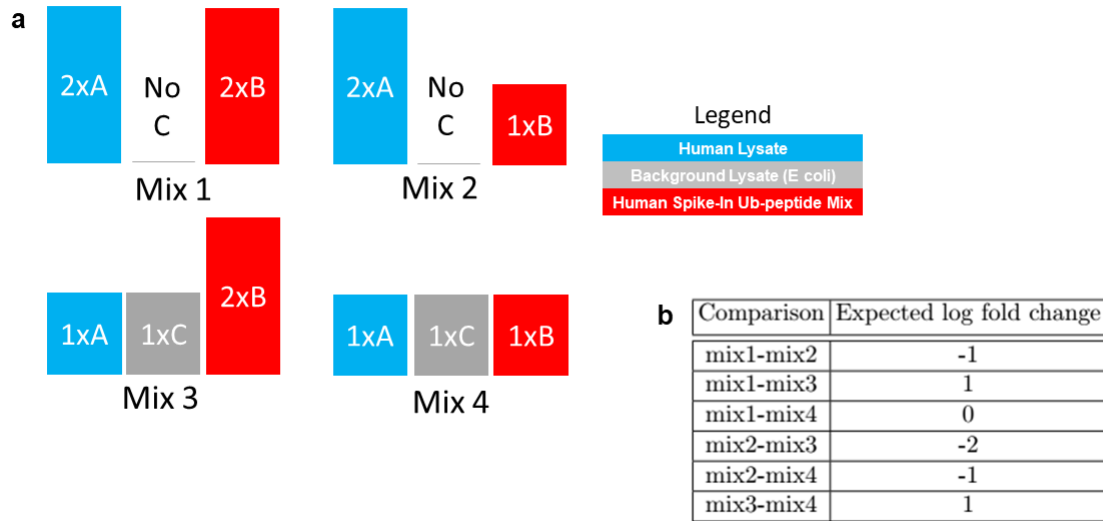 a
2xA
No
C
2xB
Mix 1
2xA
No
C
1xB
Mix 2
Legend
Human Lysate
Background Lysate (E coli)
Human Spike-In Ub-peptide Mix
1xA
1xC
2xB
Mix 3
1xA
1xC
1xB
Mix 4
b
Comparison Expected log fold change
mix1-mix2 -1
mix1-mix3 1
mix1-mix4 0
mix2-mix3 -2
mix2-mix4 -1
mix3-mix4 1